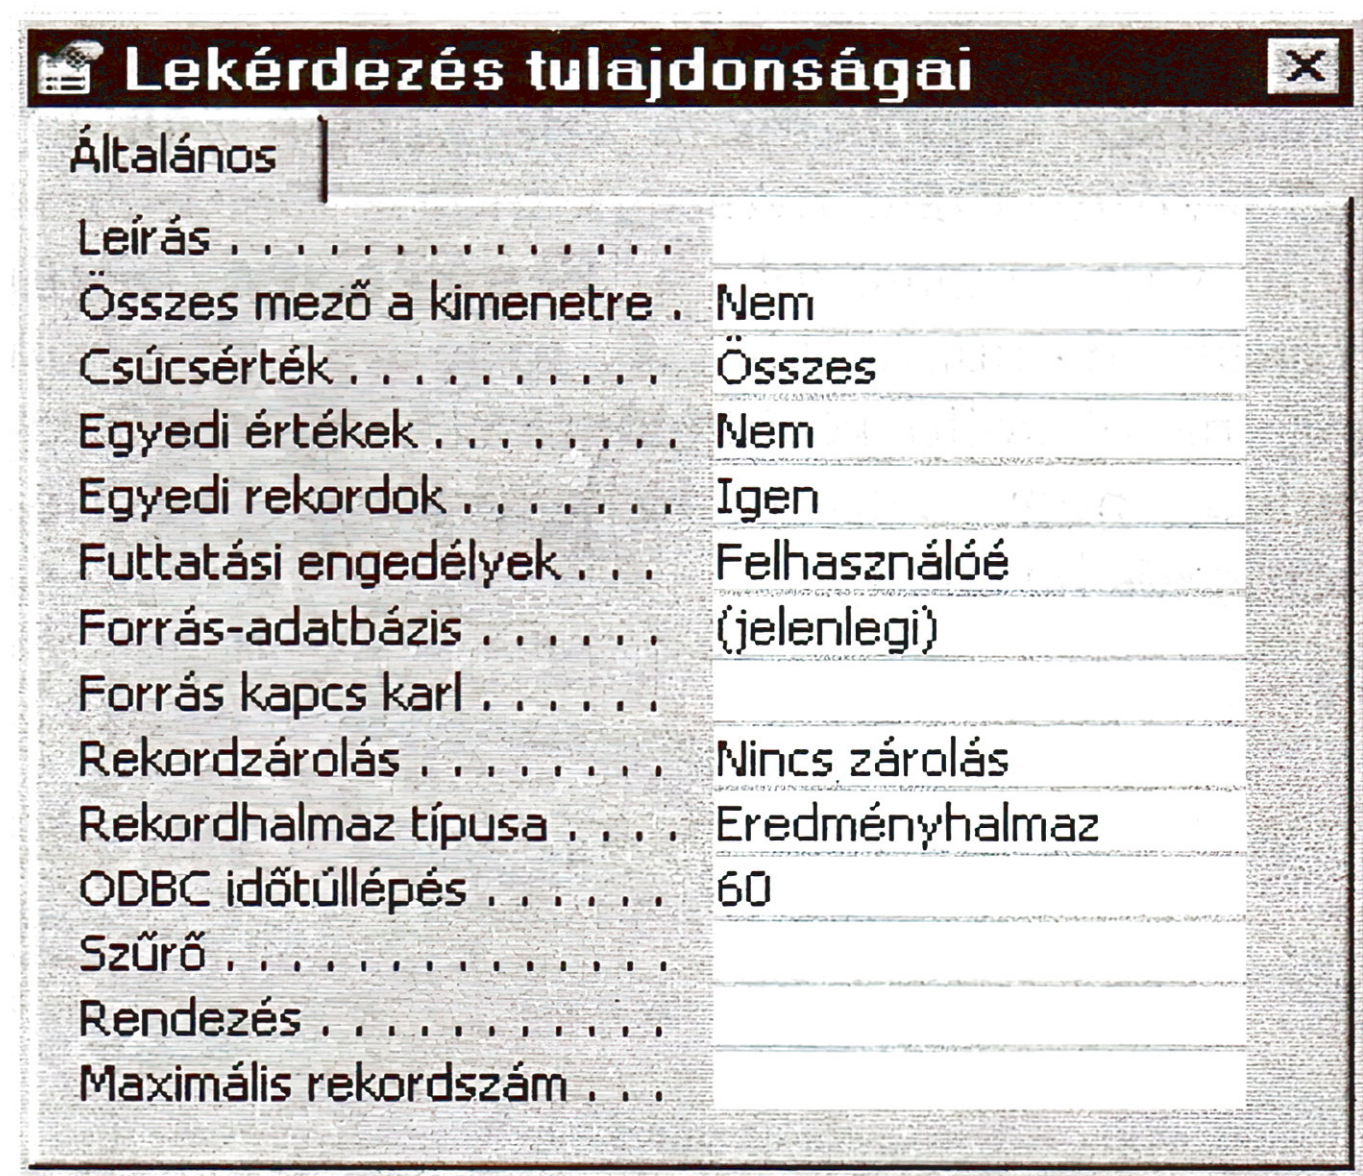 Lekérdezés tulajdonságai
Általános
Leírás . . . . . . . . . . . . . .
Összes mező a kimenetre . Nem
Csúcsérték . . . . . . . . . . Összes
Egyedi értékek . . . . . . . . Nem
Egyedi rekordok . . . . . . . Igen
Futtatási engedélyek . . . Felhasználóé
Forrás-adatbázis . . . . . . (jelenlegi)
Forrás kapcs karl . . . . . .
Rekordzárolás . . . . . . . . Nincs zárolás
Rekordhalmaz típusa . . . . Eredményhalmaz
ODBC időtúllépés . . . . . . 60
Szűrő . . . . . . . . . . . . . .
Rendezés . . . . . . . . . . .
Maximális rekordszám . . .